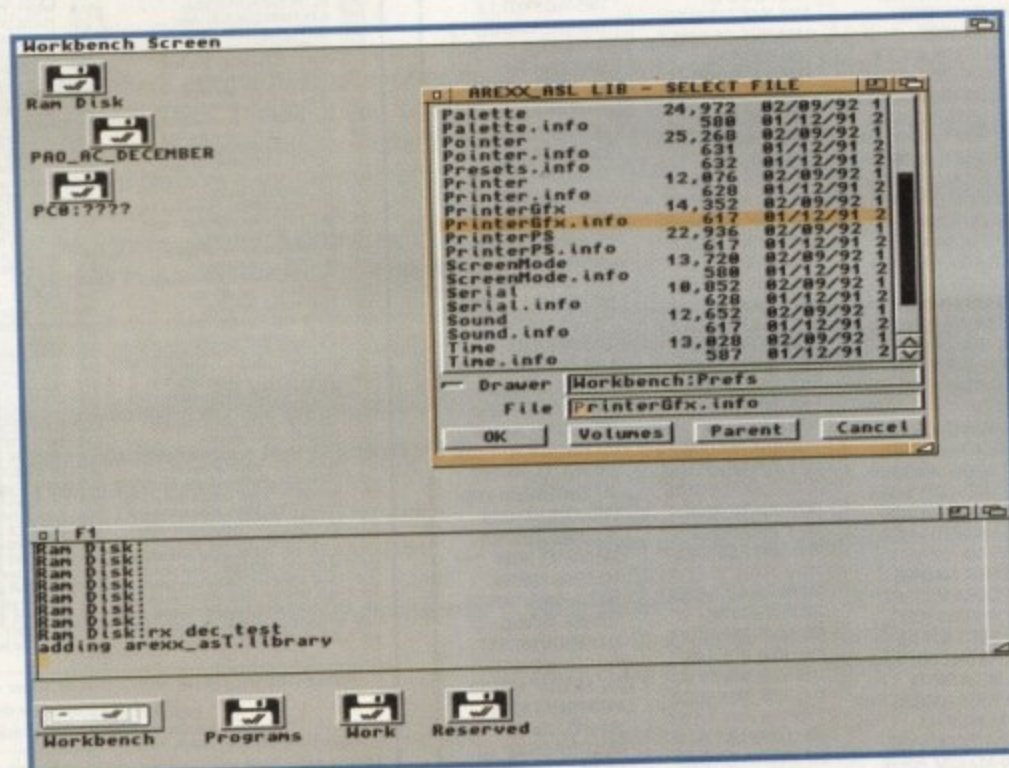 Workbench Screen
Ram Disk
PAO_AC_DECEMBER
PC0:????
AREXX_ASL LIB - SELECT FILE
Palette 24,972 02/09/92 1
Palette.info 580 01/12/91 2
Pointer 25,268 02/09/92 1
Pointer.info 631 01/12/91 2
Presets.info 632 01/12/91 2
Printer 12,076 02/09/92 1
Printer.info 628 01/12/91 2
PrinterGfx 14,352 02/09/92 1
PrinterGfx.info 617 01/12/91 2
PrinterPS 22,936 02/09/92 1
PrinterPS.info 617 01/12/91 2
ScreenMode 13,720 02/09/92 1
ScreenMode.info 580 01/12/91 2
Serial 10,852 02/09/92 1
Serial.info 628 01/12/91 2
Sound 12,652 02/09/92 1
Sound.info 617 01/12/91 2
Time 13,028 02/09/92 1
Time.info 587 01/12/91 2
Drawer Workbench:Prefs
File PrinterGfx.info
OK Volumes Parent Cancel
F1
Ram Disk:
Ram Disk:
Ram Disk:
Ram Disk:
Ram Disk:
Ram Disk:
Ram Disk:
Ram Disk:rx dec_test
adding arexx_asl.library
Workbench
Programs
Work
Reserved